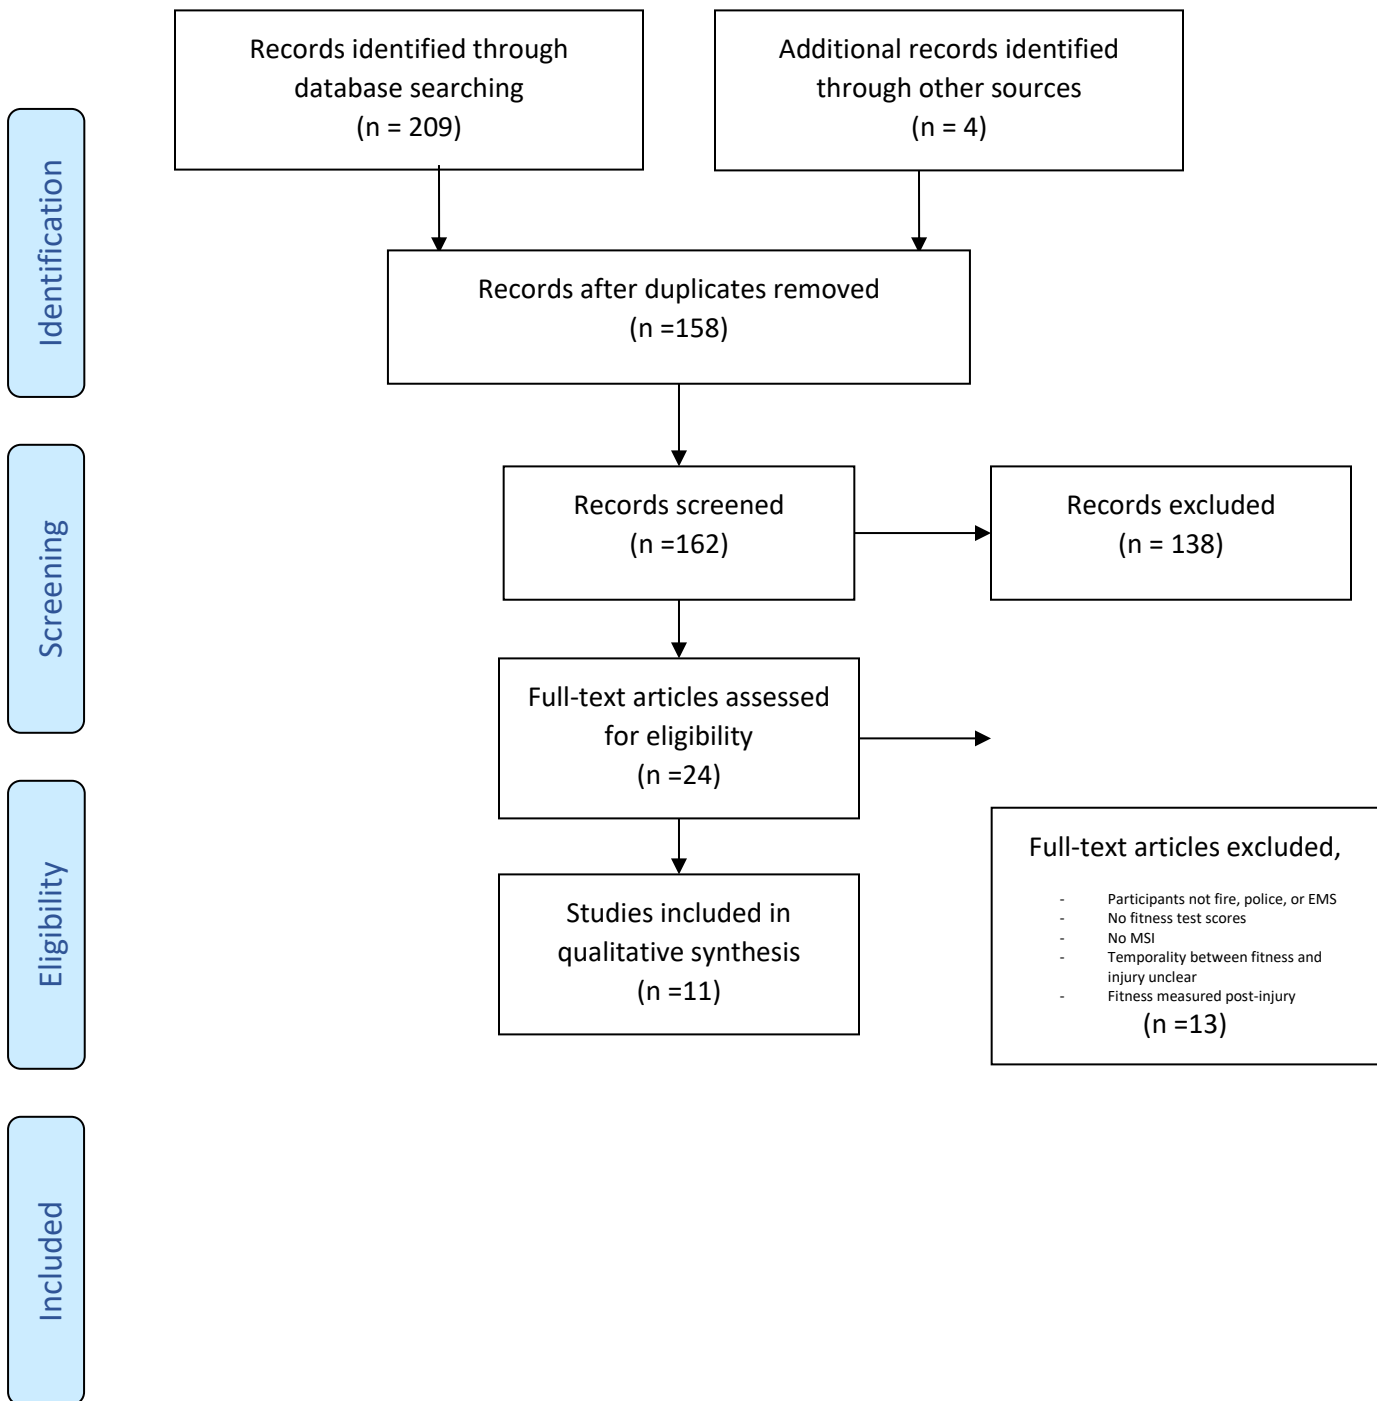 Records identified through
database searching
(n = 209)
Additional records identified
through other sources
(n = 4)
Identification
Records after duplicates removed
(n =158)
Screening
Records screened
(n =162)
Records excluded
(n = 138)
Full-text articles assessed
for eligibility
(n =24)
Eligibility
Full-text articles excluded,
- Participants not fire, police, or EMS
- No fitness test scores
- No MSI
- Temporality between fitness and
injury unclear
- Fitness measured post-injury
(n =13)
Studies included in
qualitative synthesis
(n =11)
Included